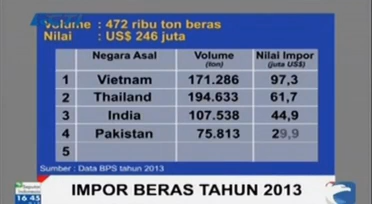 Volume : 472 ribu ton beras
Nilai : US$ 246 juta
Negara Asal Volume (ton) Nilai Impor (juta US$)
1 Vietnam 171.286 97,3
2 Thailand 194.633 61,7
3 India 107.538 44,9
4 Pakistan 75.813 29,9
5
Sumber : Data BPS tahun 2013
IMPOR BERAS TAHUN 2013
Seputar Indonesia
16:45